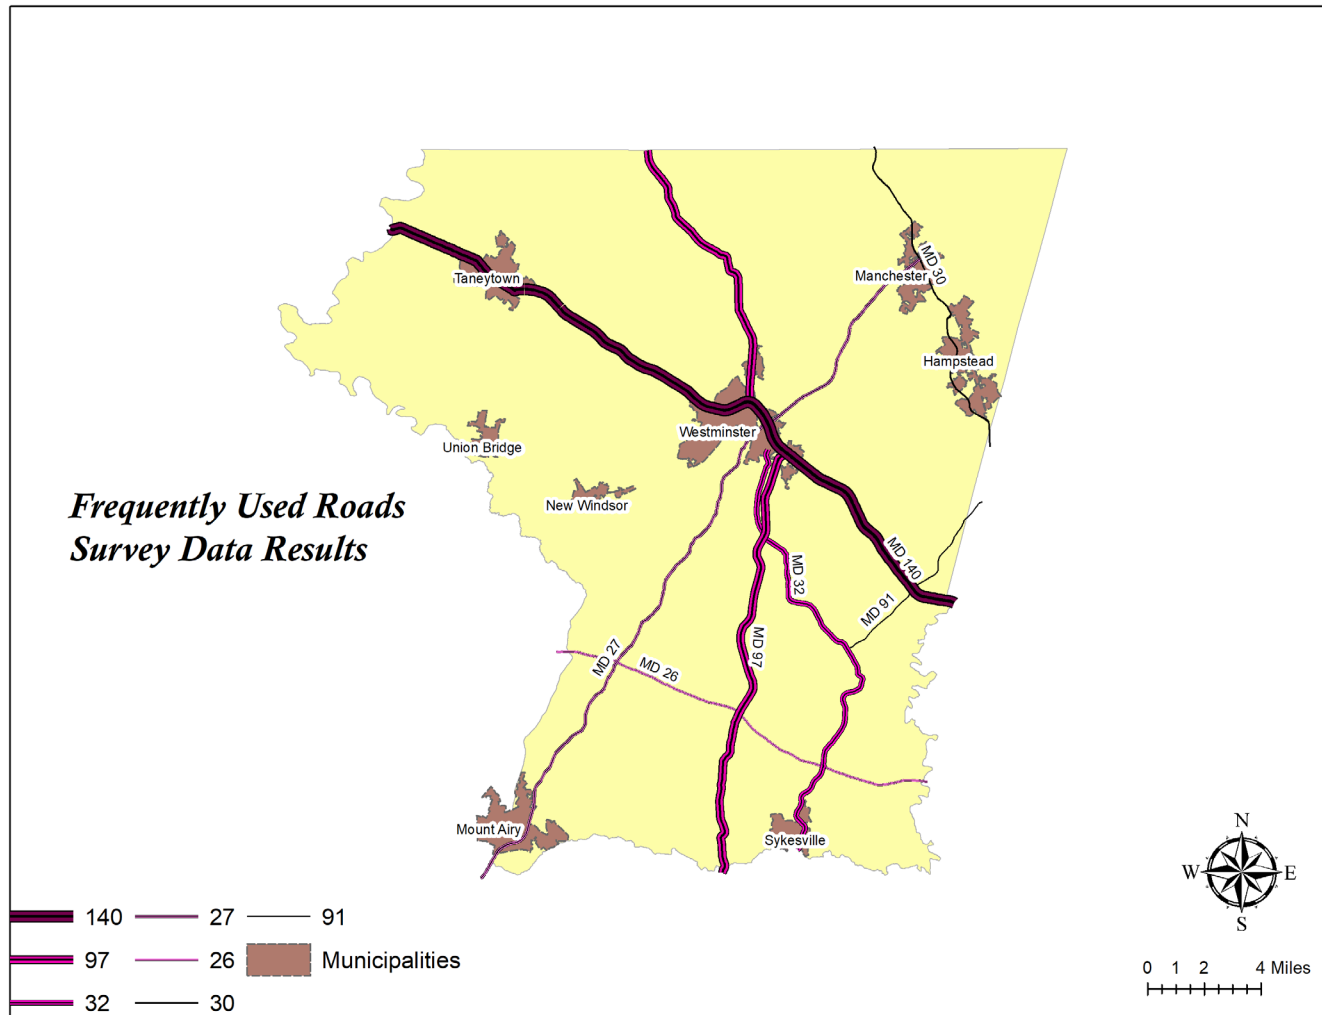 Taneytown
Manchester
MD 30
Hampstead
Westminster
Union Bridge
New Windsor
Frequently Used Roads
Survey Data Results
MD 140
MD 32
MD 91
MD 97
MD 27
MD 26
Mount Airy
Sykesville
N
W E
S
140 27 91
97 26 Municipalities
32 30
0 1 2 4 Miles